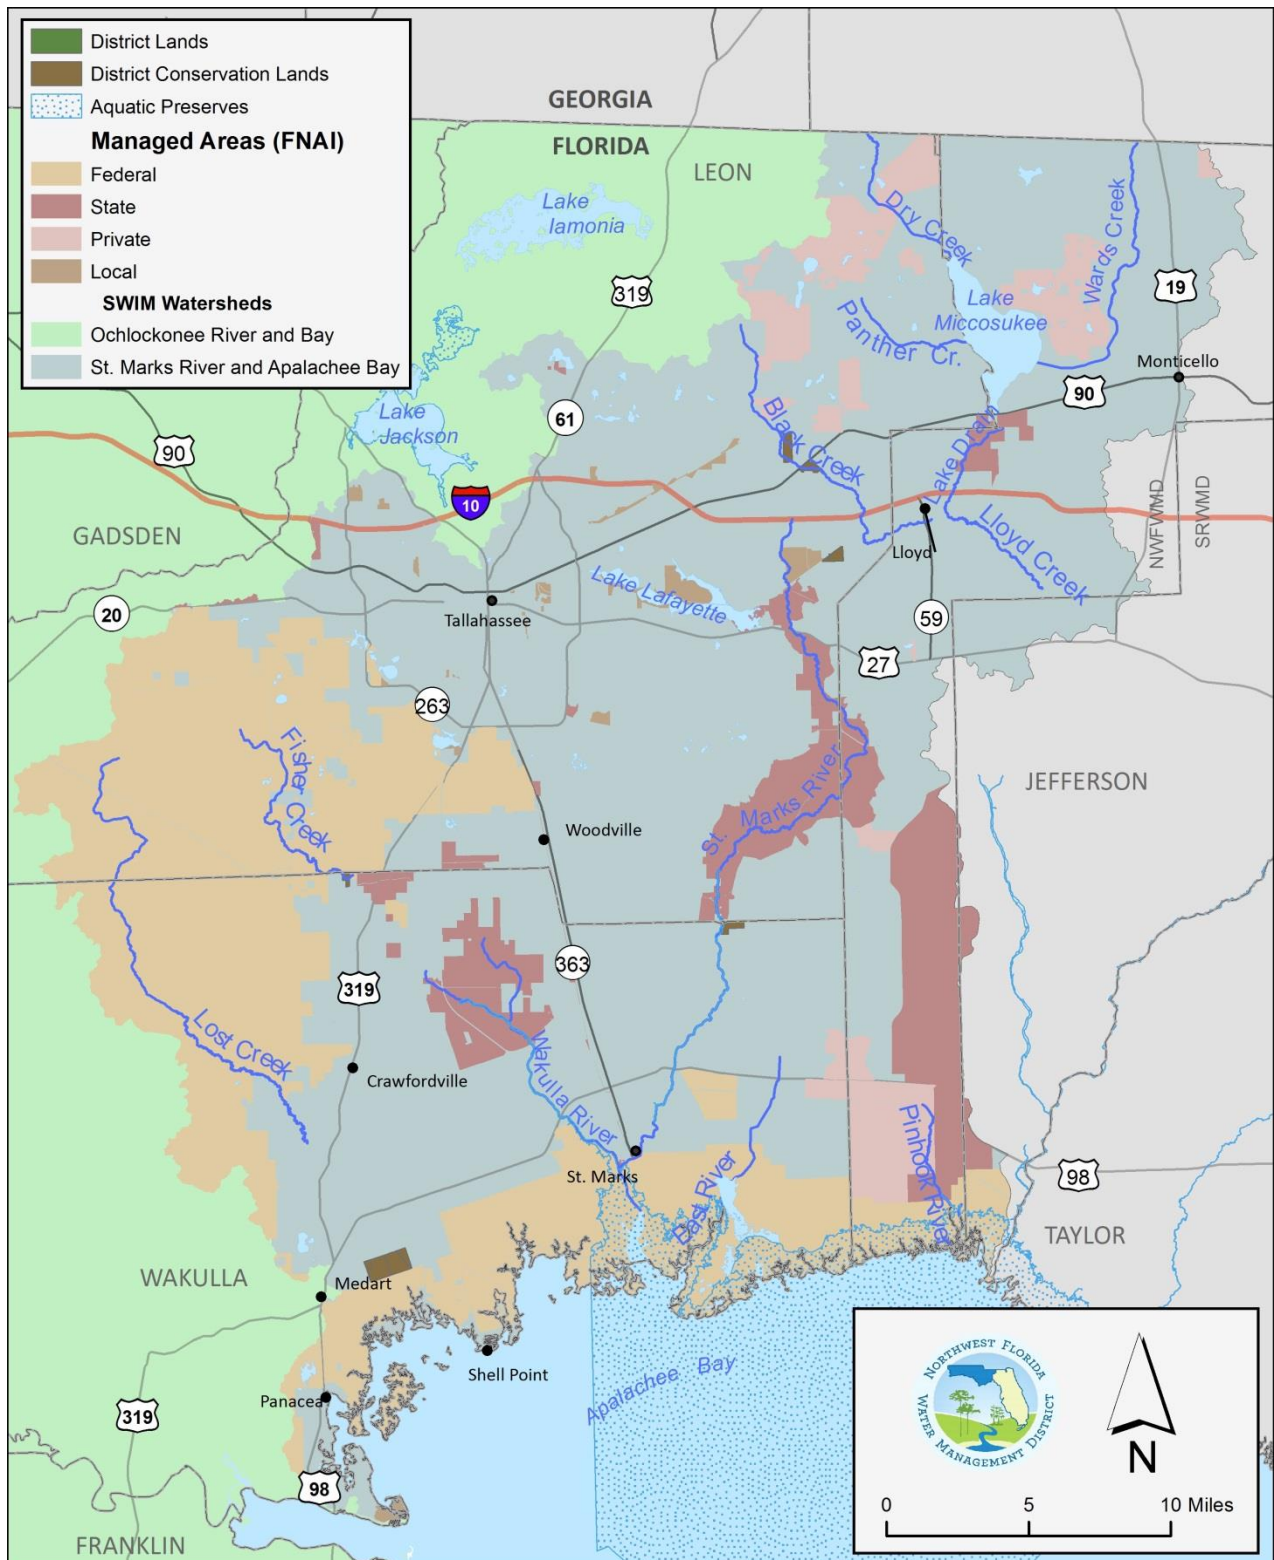 District Lands
District Conservation Lands
Aquatic Preserves
Managed Areas (FNAI)
Federal
State
Private
Local
SWIM Watersheds
Ochlockonee River and Bay
St. Marks River and Apalachee Bay
GEORGIA
FLORIDA
LEON
Lake
Iamonia
319
Dry Creek
Wards Creek
19
Lake
Miccosukee
Panther Cr.
Monticello
90
61
Lake
Jackson
90
Black Creek
Lake Drain
10
GADSDEN
Lloyd
Lloyd Creek
NWFWMD
SRWMD
Lake Lafayette
20
Tallahassee
59
27
263
Fisher Creek
St. Marks River
JEFFERSON
Woodville
363
319
Lost Creek
Crawfordville
Wakulla River
Pinhook River
St. Marks
East River
98
TAYLOR
WAKULLA
Medart
Shell Point
Apalachee Bay
Panacea
319
98
FRANKLIN
NORTHWEST FLORIDA
WATER MANAGEMENT DISTRICT
N
0 5 10 Miles